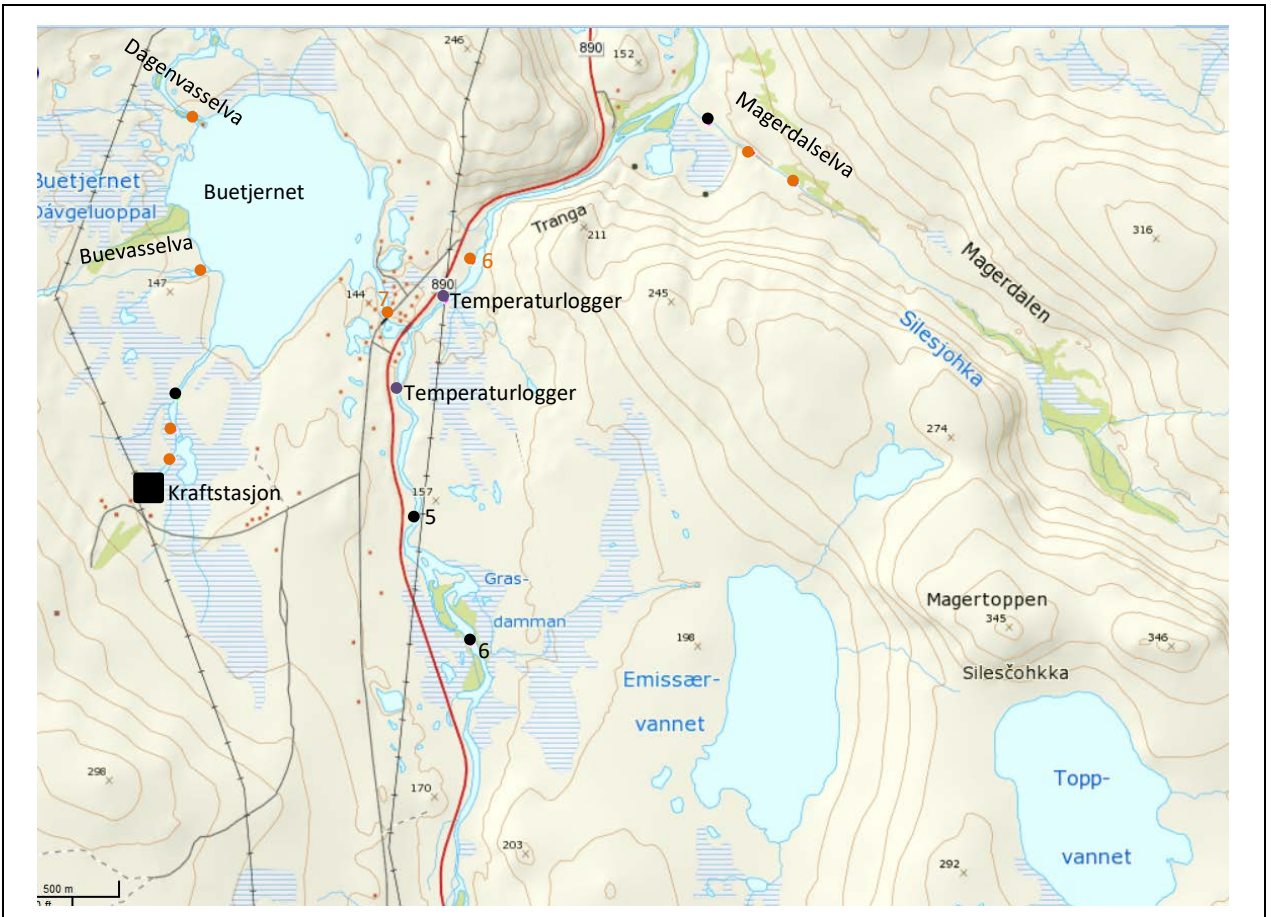 246
890
152
Dagenvasselva
Magerdalselva
Buetjernet
Dávgeluoppal
Buetjernet
Tranga
211
316
Buevasselva
6
Magerdalen
147
245
890
144
7
Temperaturlogger
Silesjohka
Temperaturlogger
274
Kraftstasjon
157
5
Gras-
damman
Magertoppen
345
346
198
6
Silesčohkka
Emissær-
vannet
298
Topp-
170
vannet
203
292
500 m
ft